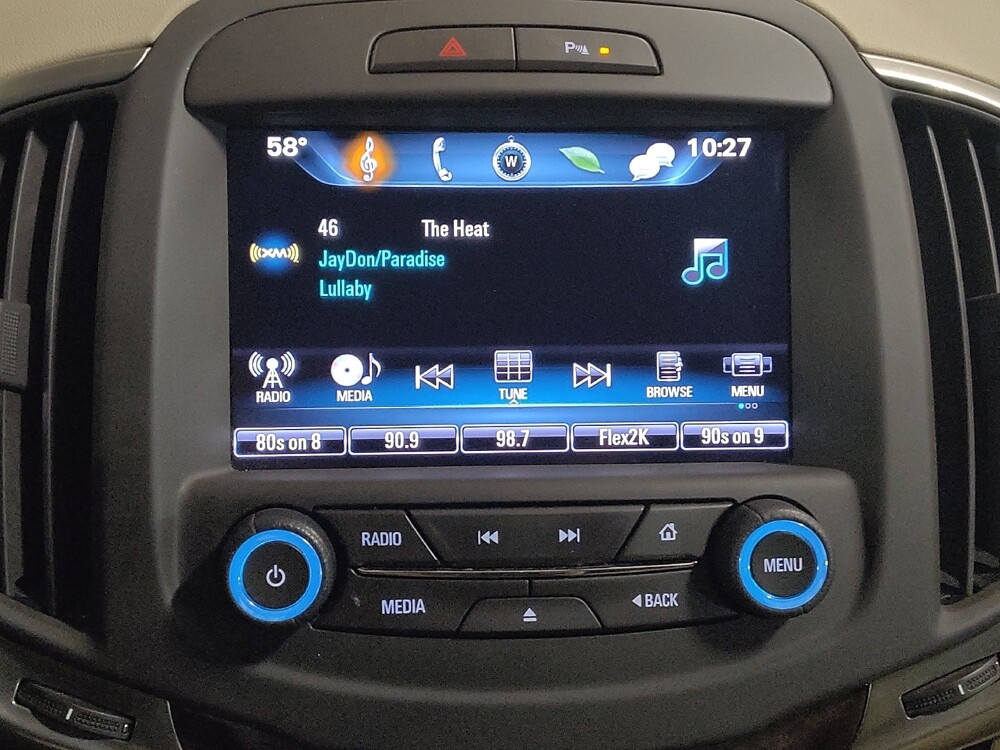 P
58°
W
10:27
46 The Heat
XM
JayDon/Paradise
Lullaby
RADIO
MEDIA
TUNE
BROWSE
MENU
80s on 8
90.9
98.7
Flex2K
90s on 9
RADIO
MENU
MEDIA
BACK